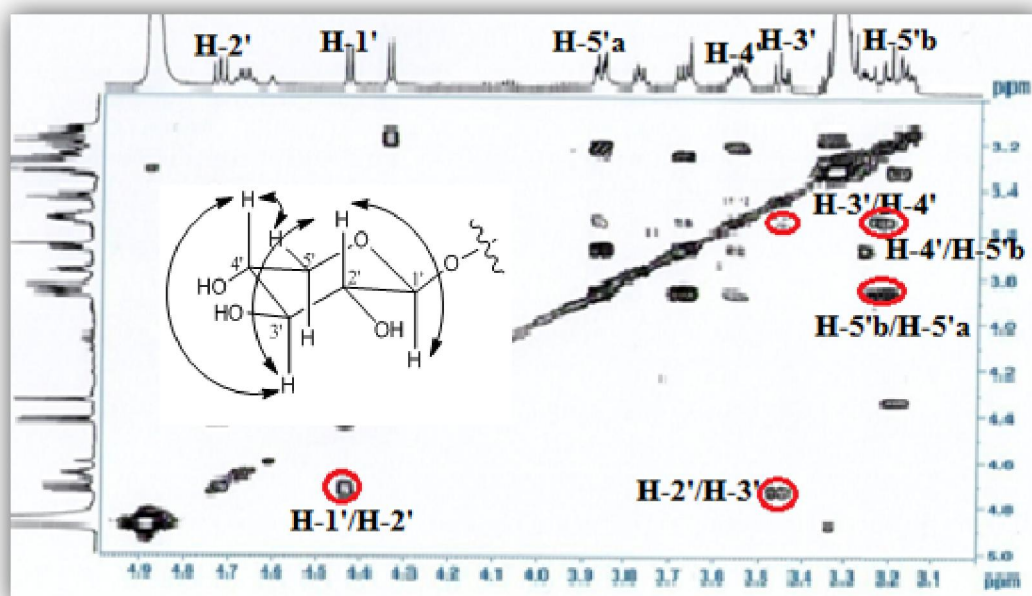 H-2' H-1' H-5'a H-4' H-3' H-5'b
ppm
3.2
3.4
3.8
4.0
4.2
4.4
4.6
4.8
5.0
H-3'/H-4'
H-4'/H-5'b
H-5'b/H-5'a
H-2'/H-3'
H-1'/H-2'
H
H H
O
4' 5' O
HO 2' 1'
HO
3' H OH
H
H
4.9 4.8 4.7 4.6 4.5 4.4 4.3 4.2 4.1 4.0 3.9 3.8 3.7 3.6 3.5 3.4 3.3 3.2 3.1 ppm